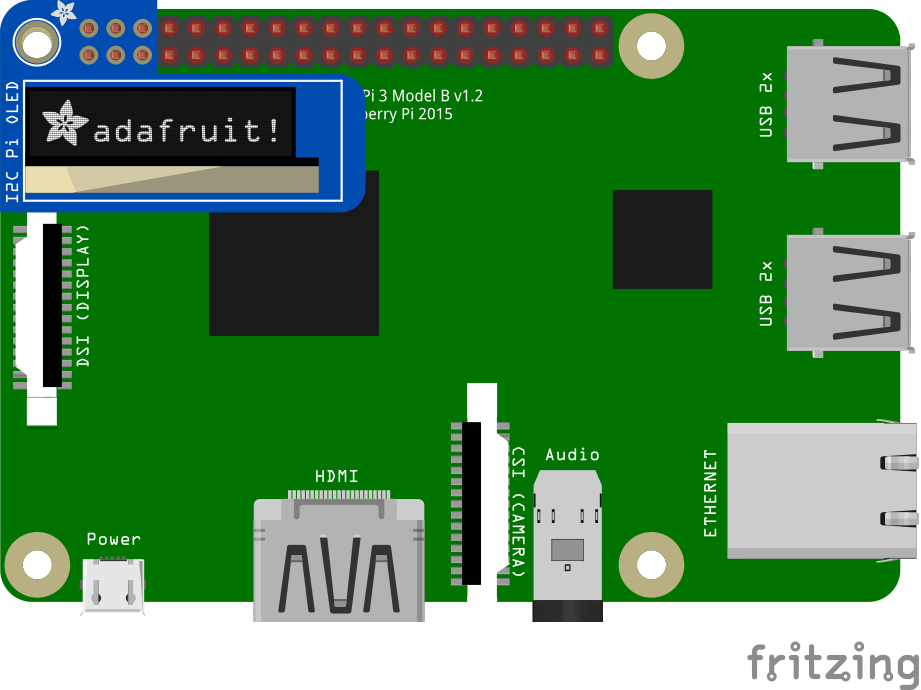 Pi 3 Model B v1.2
erry Pi 2015
adafruit!
I2C Pi OLED
DSI (DISPLAY)
USB 2x
USB 2x
ETHERNET
Audio
CSI (CAMERA)
HDMI
Power
fritzing